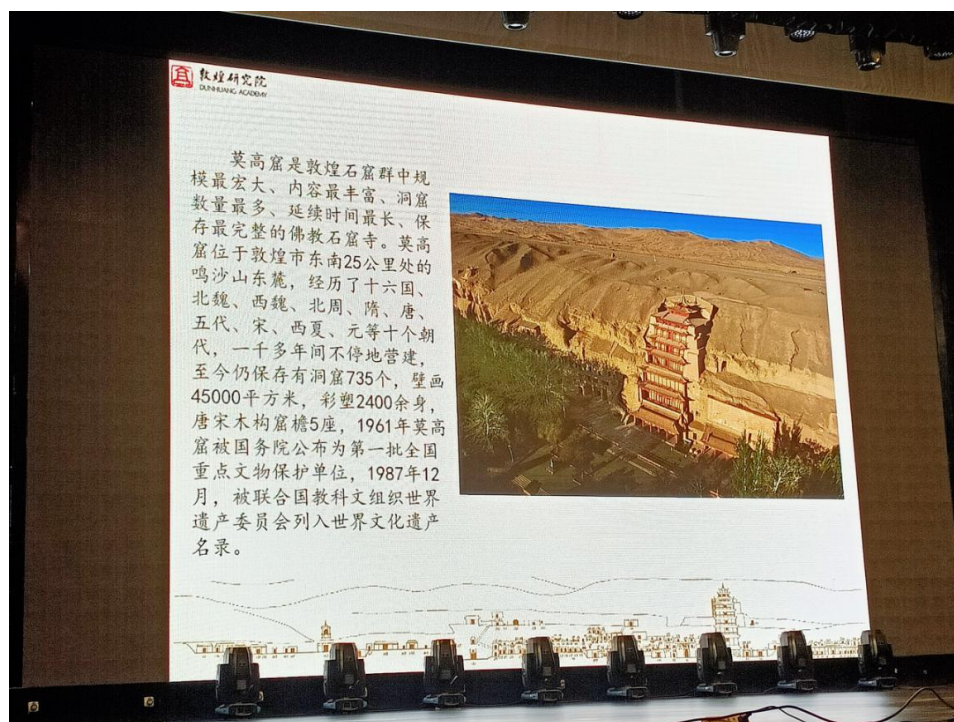 敦煌研究院
DUNHUANG ACADEMY
莫高窟是敦煌石窟群中规
模最宏大、内容最丰富、洞窟
数量最多、延续时间最长、保
存最完整的佛教石窟寺。莫高
窟位于敦煌市东南25公里处的
鸣沙山东麓，经历了十六国、
北魏、西魏、北周、隋、唐、
五代、宋、西夏、元等十个朝
代，一千多年间不停地营建，
至今仍保存有洞窟735个，壁画
45000平方米，彩塑2400余身，
唐宋木构窟檐5座，1961年莫高
窟被国务院公布为第一批全国
重点文物保护单位，1987年12
月，被联合国教科文组织世界
遗产委员会列入世界文化遗产
名录。